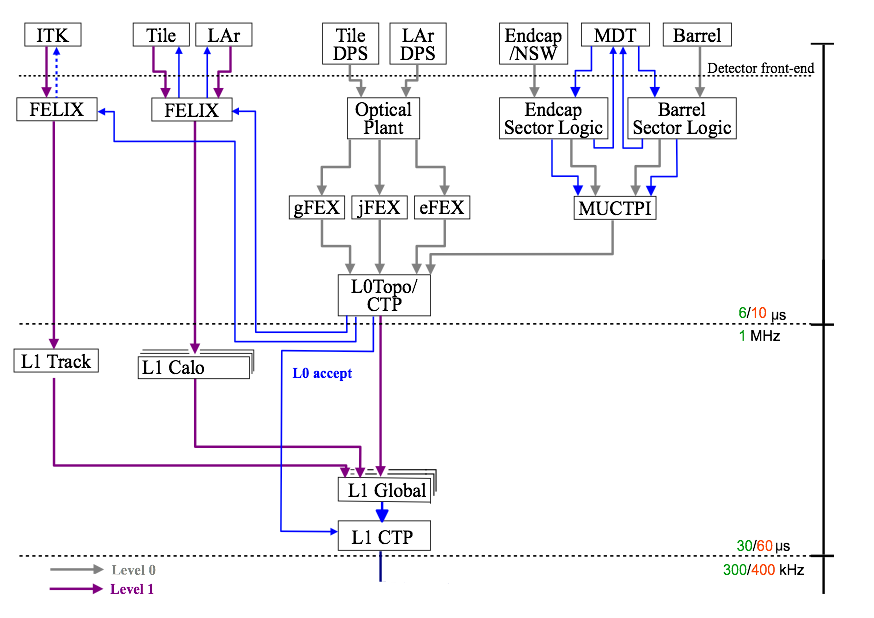 ITK
Tile
LAr
Tile
DPS
LAr
DPS
Endcap
/NSW
MDT
Barrel
Detector front-end
FELIX
FELIX
Optical
Plant
Endcap
Sector Logic
Barrel
Sector Logic
gFEX
jFEX
eFEX
MUCTPI
L0Topo/
CTP
6/10 µs
1 MHz
L1 Track
L1 Calo
L0 accept
L1 Global
L1 CTP
30/60 µs
300/400 kHz
Level 0
Level 1